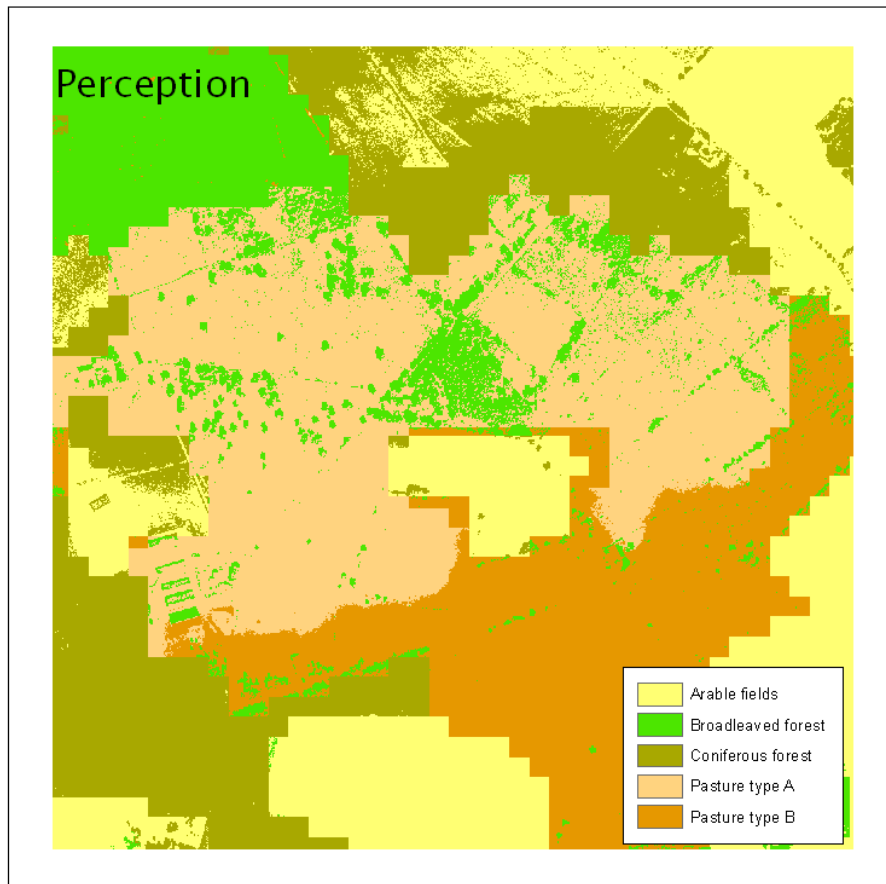 Perception
Arable fields
Broadleaved forest
Coniferous forest
Pasture type A
Pasture type B